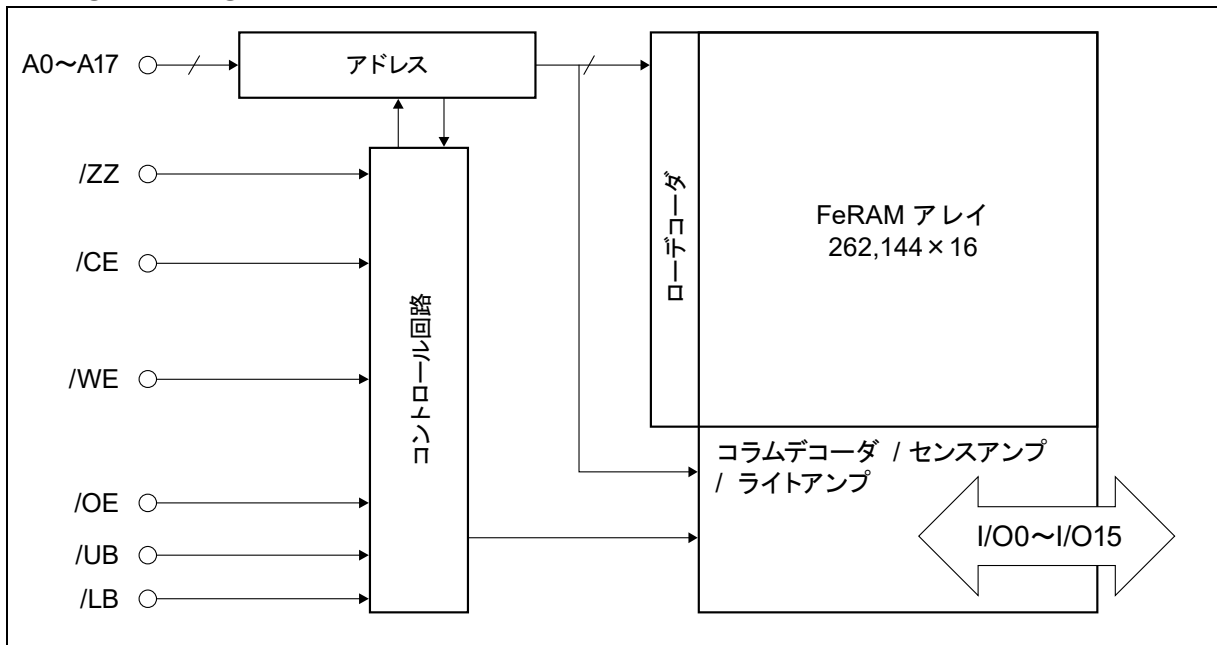 A0～A17
アドレス
/ZZ
/CE
/WE
/OE
/UB
/LB
コントロール回路
ローデコーダ
FeRAM アレイ
262,144×16
コラムデコーダ / センスアンプ
/ ライトアンプ
I/O0～I/O15